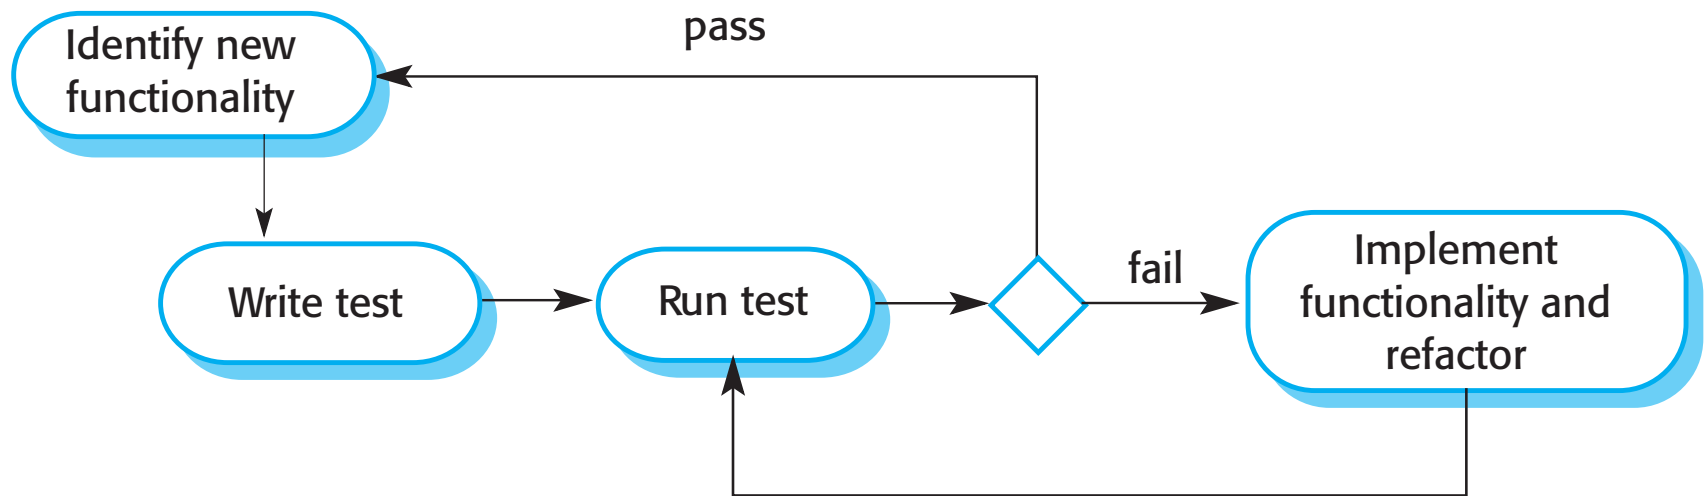 Identify new
functionality
pass
Write test
Run test
fail
Implement
functionality and
refactor